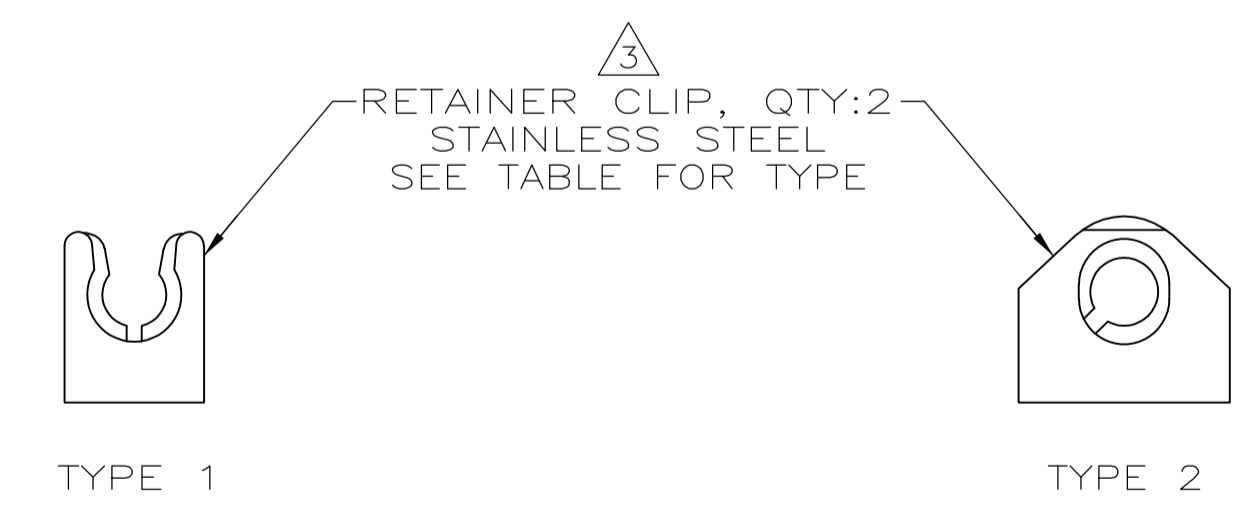 3
RETAINER CLIP, QTY:2
STAINLESS STEEL
SEE TABLE FOR TYPE
TYPE 1
TYPE 2